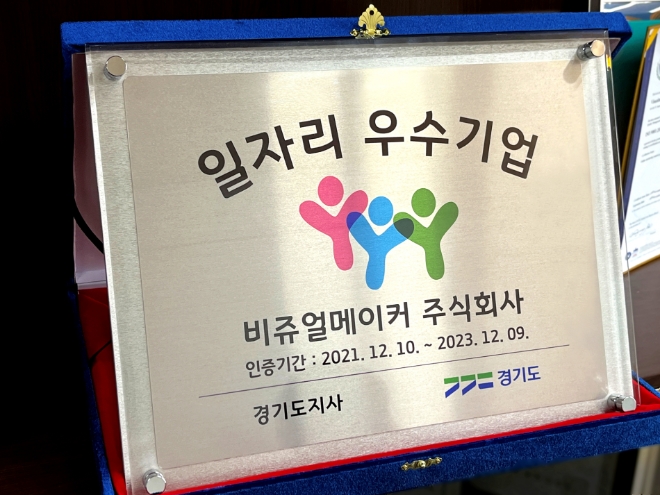 일자리 우수기업
비쥬얼메이커 주식회사
인증기간 : 2021. 12. 10. ~ 2023. 12. 09.
경기도지사
경기도